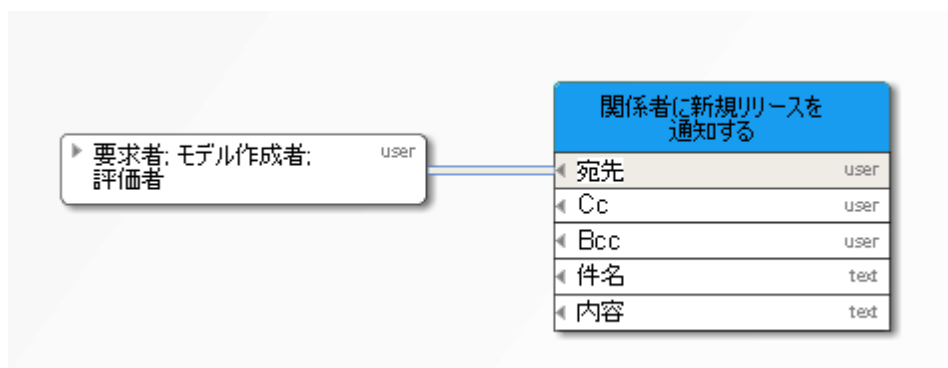 関係者に新規リリースを
通知する
要求者; モデル作成者; user
評価者
宛先 user
Cc user
Bcc user
件名 text
内容 text